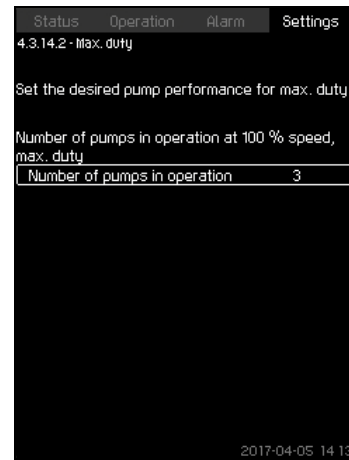 Status Operation Alarm Settings
4.3.14.2 - Max. duty
Set the desired pump performance for max. duty
Number of pumps in operation at 100 % speed,
max. duty
Number of pumps in operation 3
2017-04-05 14 13